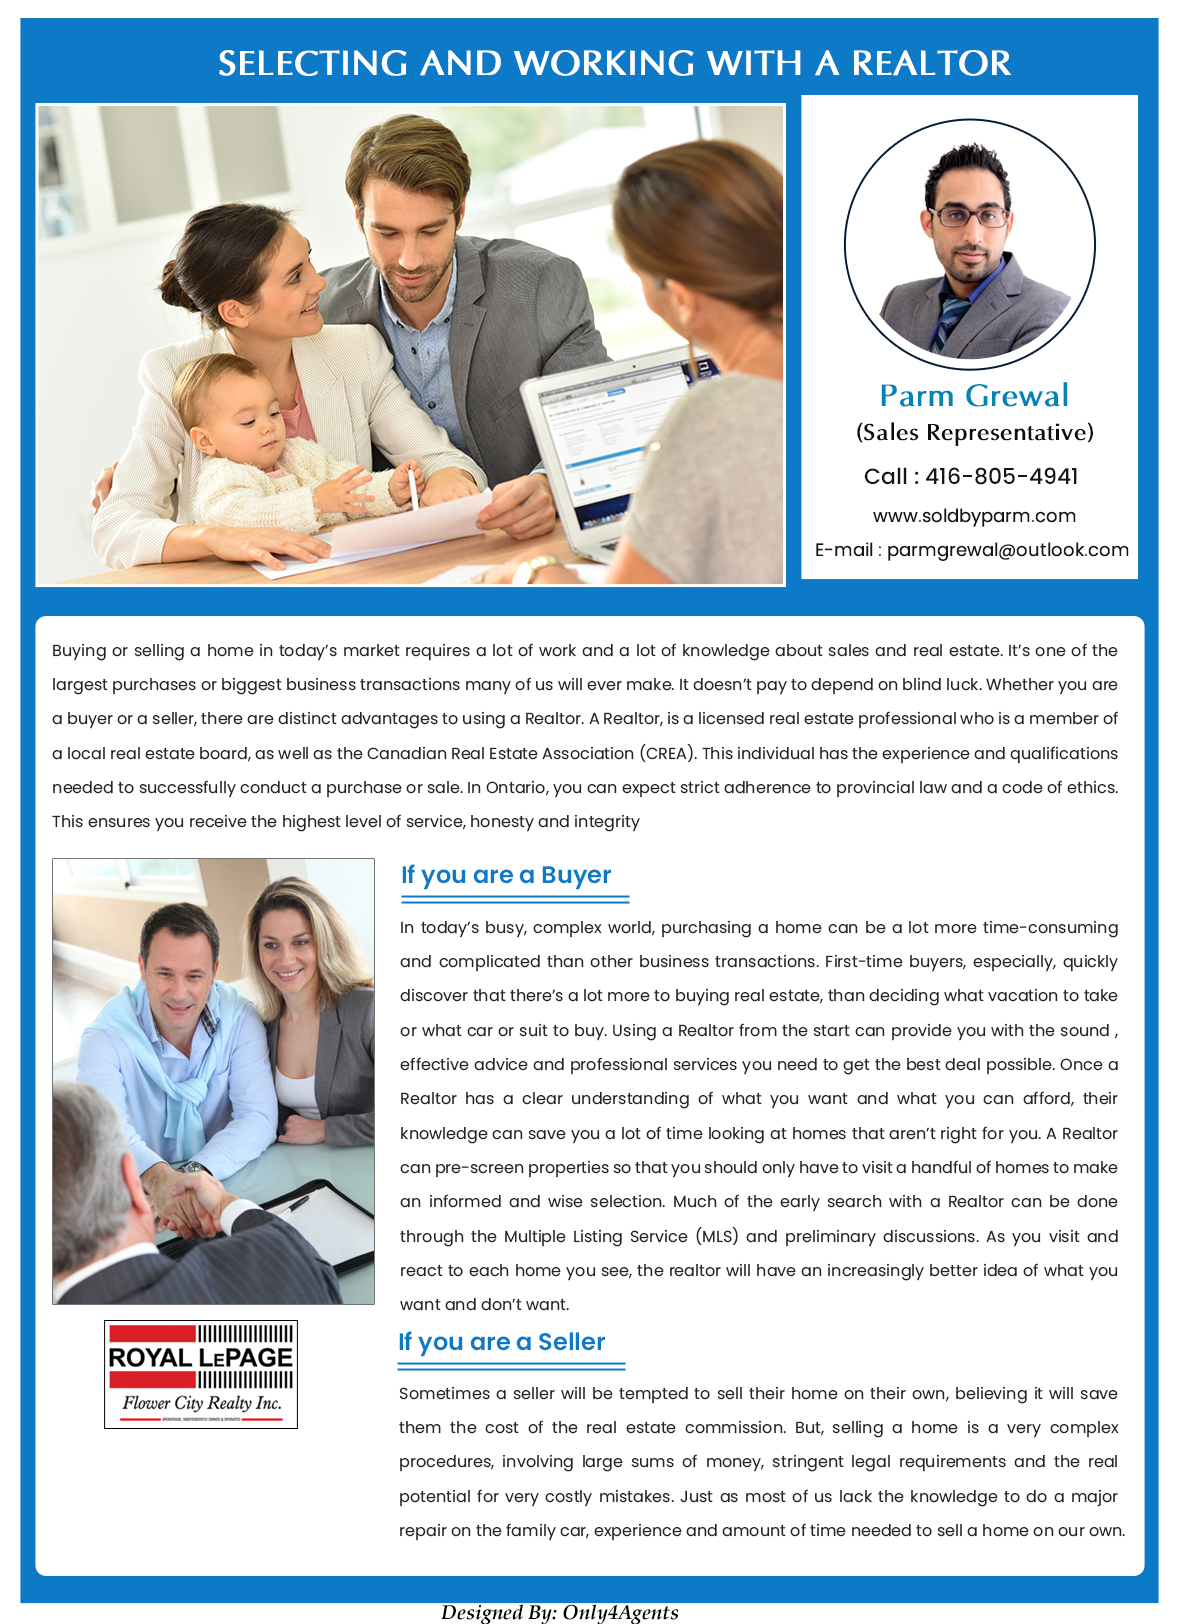 SELECTING AND WORKING WITH A REALTOR
Parm Grewal
(Sales Representative)
Call : 416-805-4941
www.soldbyparm.com
E-mail : parmgrewal@outlook.com
Buying or selling a home in today’s market requires a lot of work and a lot of knowledge about sales and real estate. It’s one of the
largest purchases or biggest business transactions many of us will ever make. It doesn’t pay to depend on blind luck. Whether you are
a buyer or a seller, there are distinct advantages to using a Realtor. A Realtor, is a licensed real estate professional who is a member of
a local real estate board, as well as the Canadian Real Estate Association (CREA). This individual has the experience and qualifications
needed to successfully conduct a purchase or sale. In Ontario, you can expect strict adherence to provincial law and a code of ethics.
This ensures you receive the highest level of service, honesty and integrity
If you are a Buyer
In today’s busy, complex world, purchasing a home can be a lot more time-consuming
and complicated than other business transactions. First-time buyers, especially, quickly
discover that there’s a lot more to buying real estate, than deciding what vacation to take
or what car or suit to buy. Using a Realtor from the start can provide you with the sound ,
effective advice and professional services you need to get the best deal possible. Once a
Realtor has a clear understanding of what you want and what you can afford, their
knowledge can save you a lot of time looking at homes that aren’t right for you. A Realtor
can pre-screen properties so that you should only have to visit a handful of homes to make
an informed and wise selection. Much of the early search with a Realtor can be done
through the Multiple Listing Service (MLS) and preliminary discussions. As you visit and
react to each home you see, the realtor will have an increasingly better idea of what you
want and don’t want.
If you are a Seller
Sometimes a seller will be tempted to sell their home on their own, believing it will save
them the cost of the real estate commission. But, selling a home is a very complex
procedures, involving large sums of money, stringent legal requirements and the real
potential for very costly mistakes. Just as most of us lack the knowledge to do a major
repair on the family car, experience and amount of time needed to sell a home on our own.
ROYAL LEPAGE
Flower City Realty Inc.
BROKERAGE, INDEPENDENTLY OWNED & OPERATED
Designed By: Only4Agents